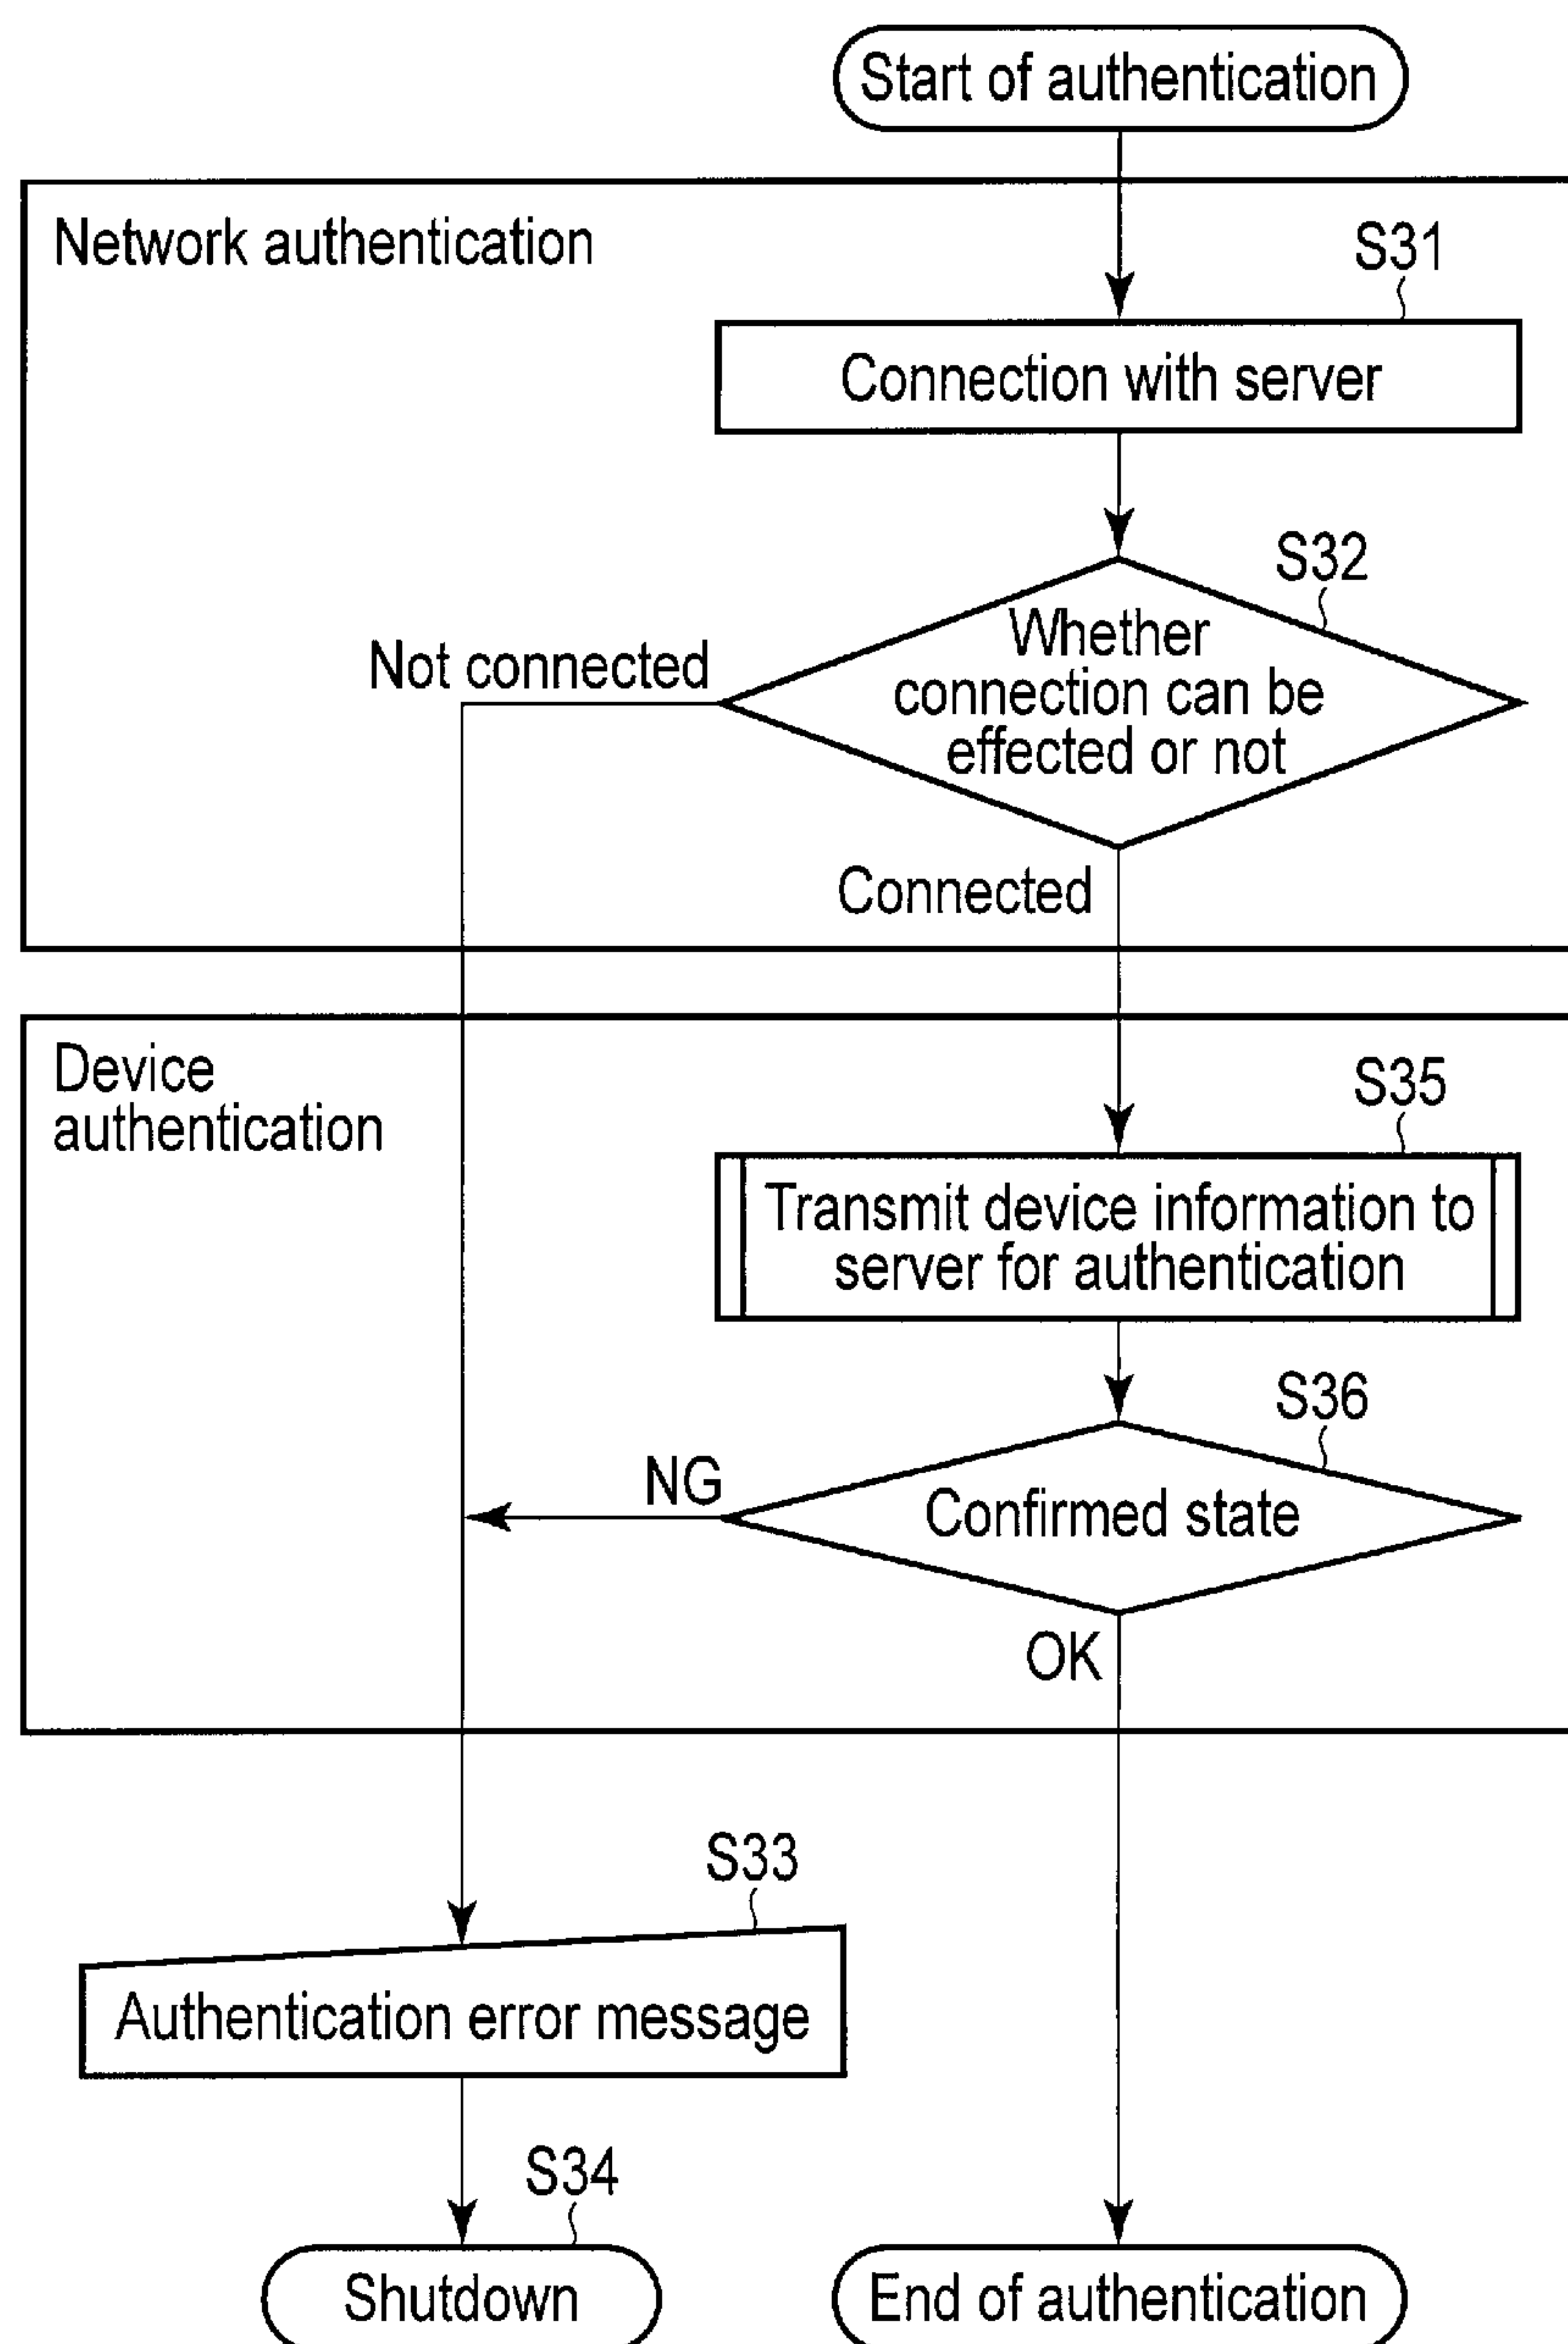 Start of authentication
Network authentication
S31
Connection with server
S32
Whether
connection can be
effected or not
Not connected
Connected
Device
authentication
S35
Transmit device information to
server for authentication
S36
Confirmed state
NG
OK
S33
Authentication error message
S34
Shutdown
End of authentication